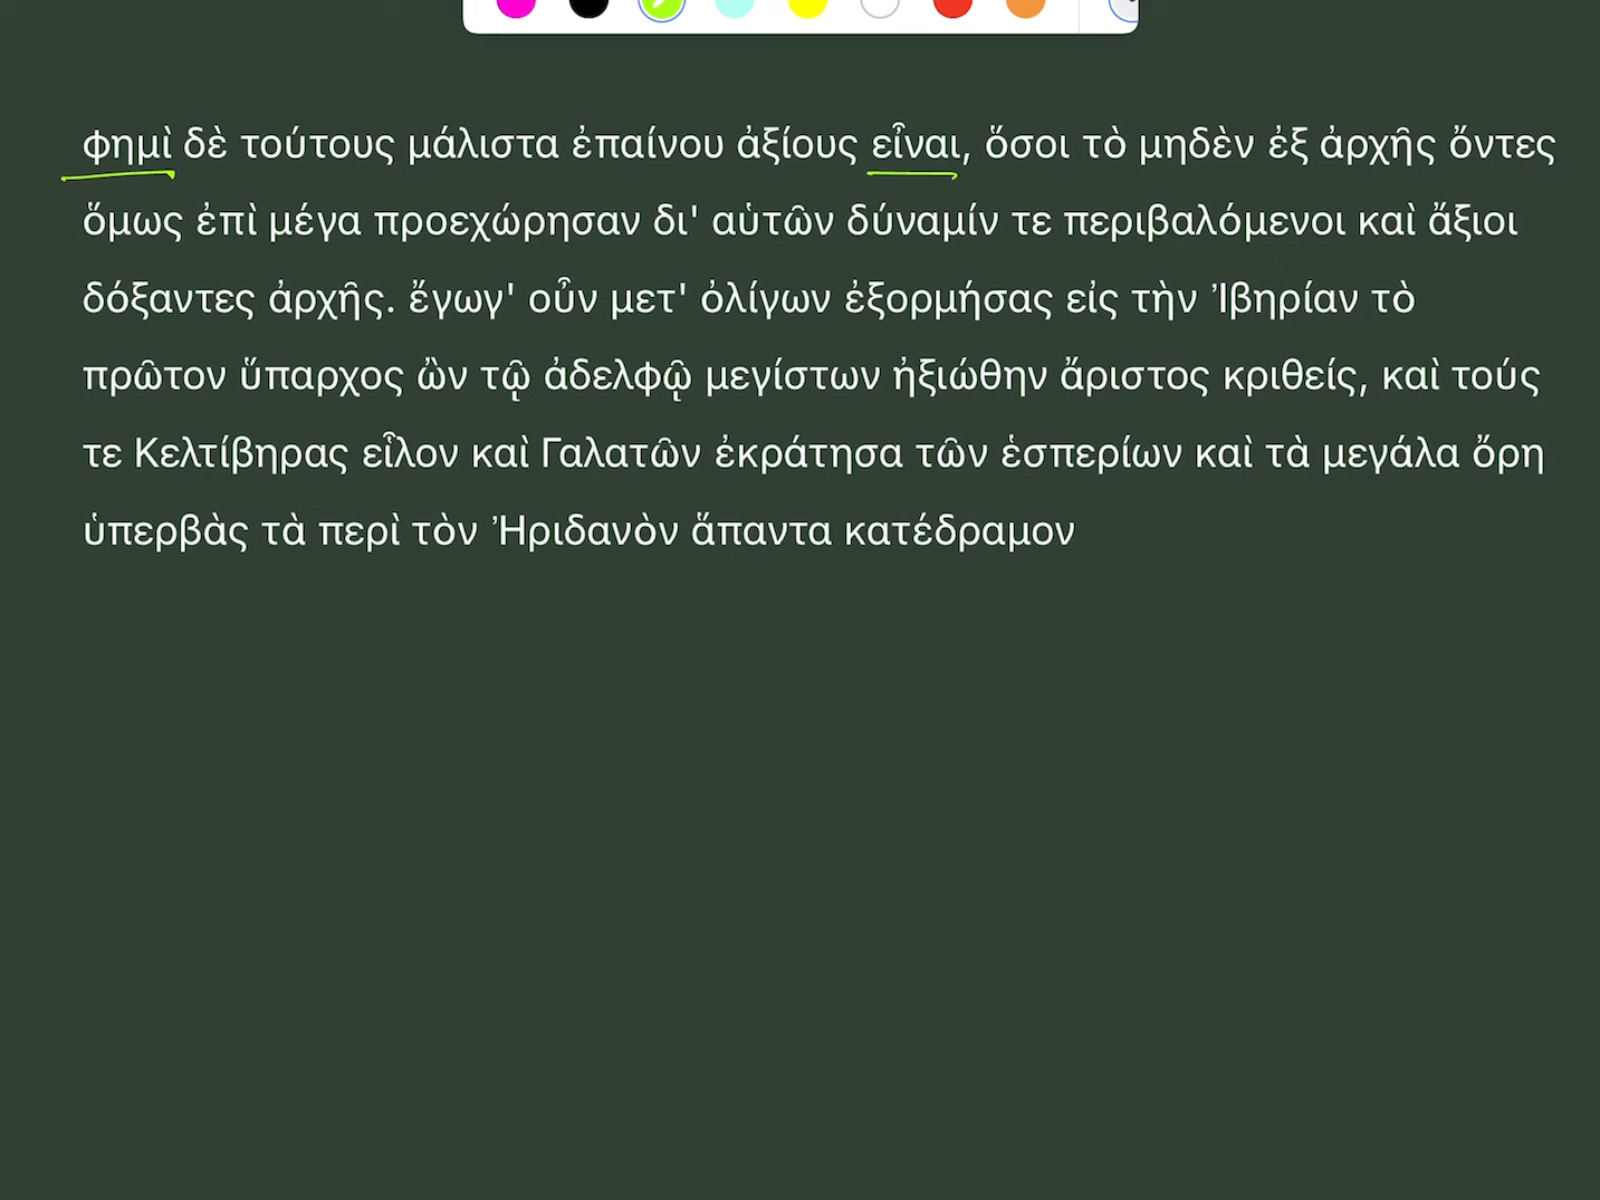 φημὶ δὲ τούτους μάλιστα ἐπαίνου ἀξίους εἶναι, ὅσοι τὸ μηδὲν ἐξ ἀρχῆς ὄντες
ὅμως ἐπὶ μέγα προεχώρησαν δι' αὑτῶν δύναμίν τε περιβαλόμενοι καὶ ἄξιοι
δόξαντες ἀρχῆς. ἔγωγ' οὖν μετ' ὀλίγων ἐξορμήσας εἰς τὴν Ἰβηρίαν τὸ
πρῶτον ὕπαρχος ὢν τῷ ἀδελφῷ μεγίστων ἠξιώθην ἄριστος κριθείς, καὶ τούς
τε Κελτίβηρας εἷλον καὶ Γαλατῶν ἐκράτησα τῶν ἑσπερίων καὶ τὰ μεγάλα ὄρη
ὑπερβὰς τὰ περὶ τὸν Ἠριδανὸν ἅπαντα κατέδραμον